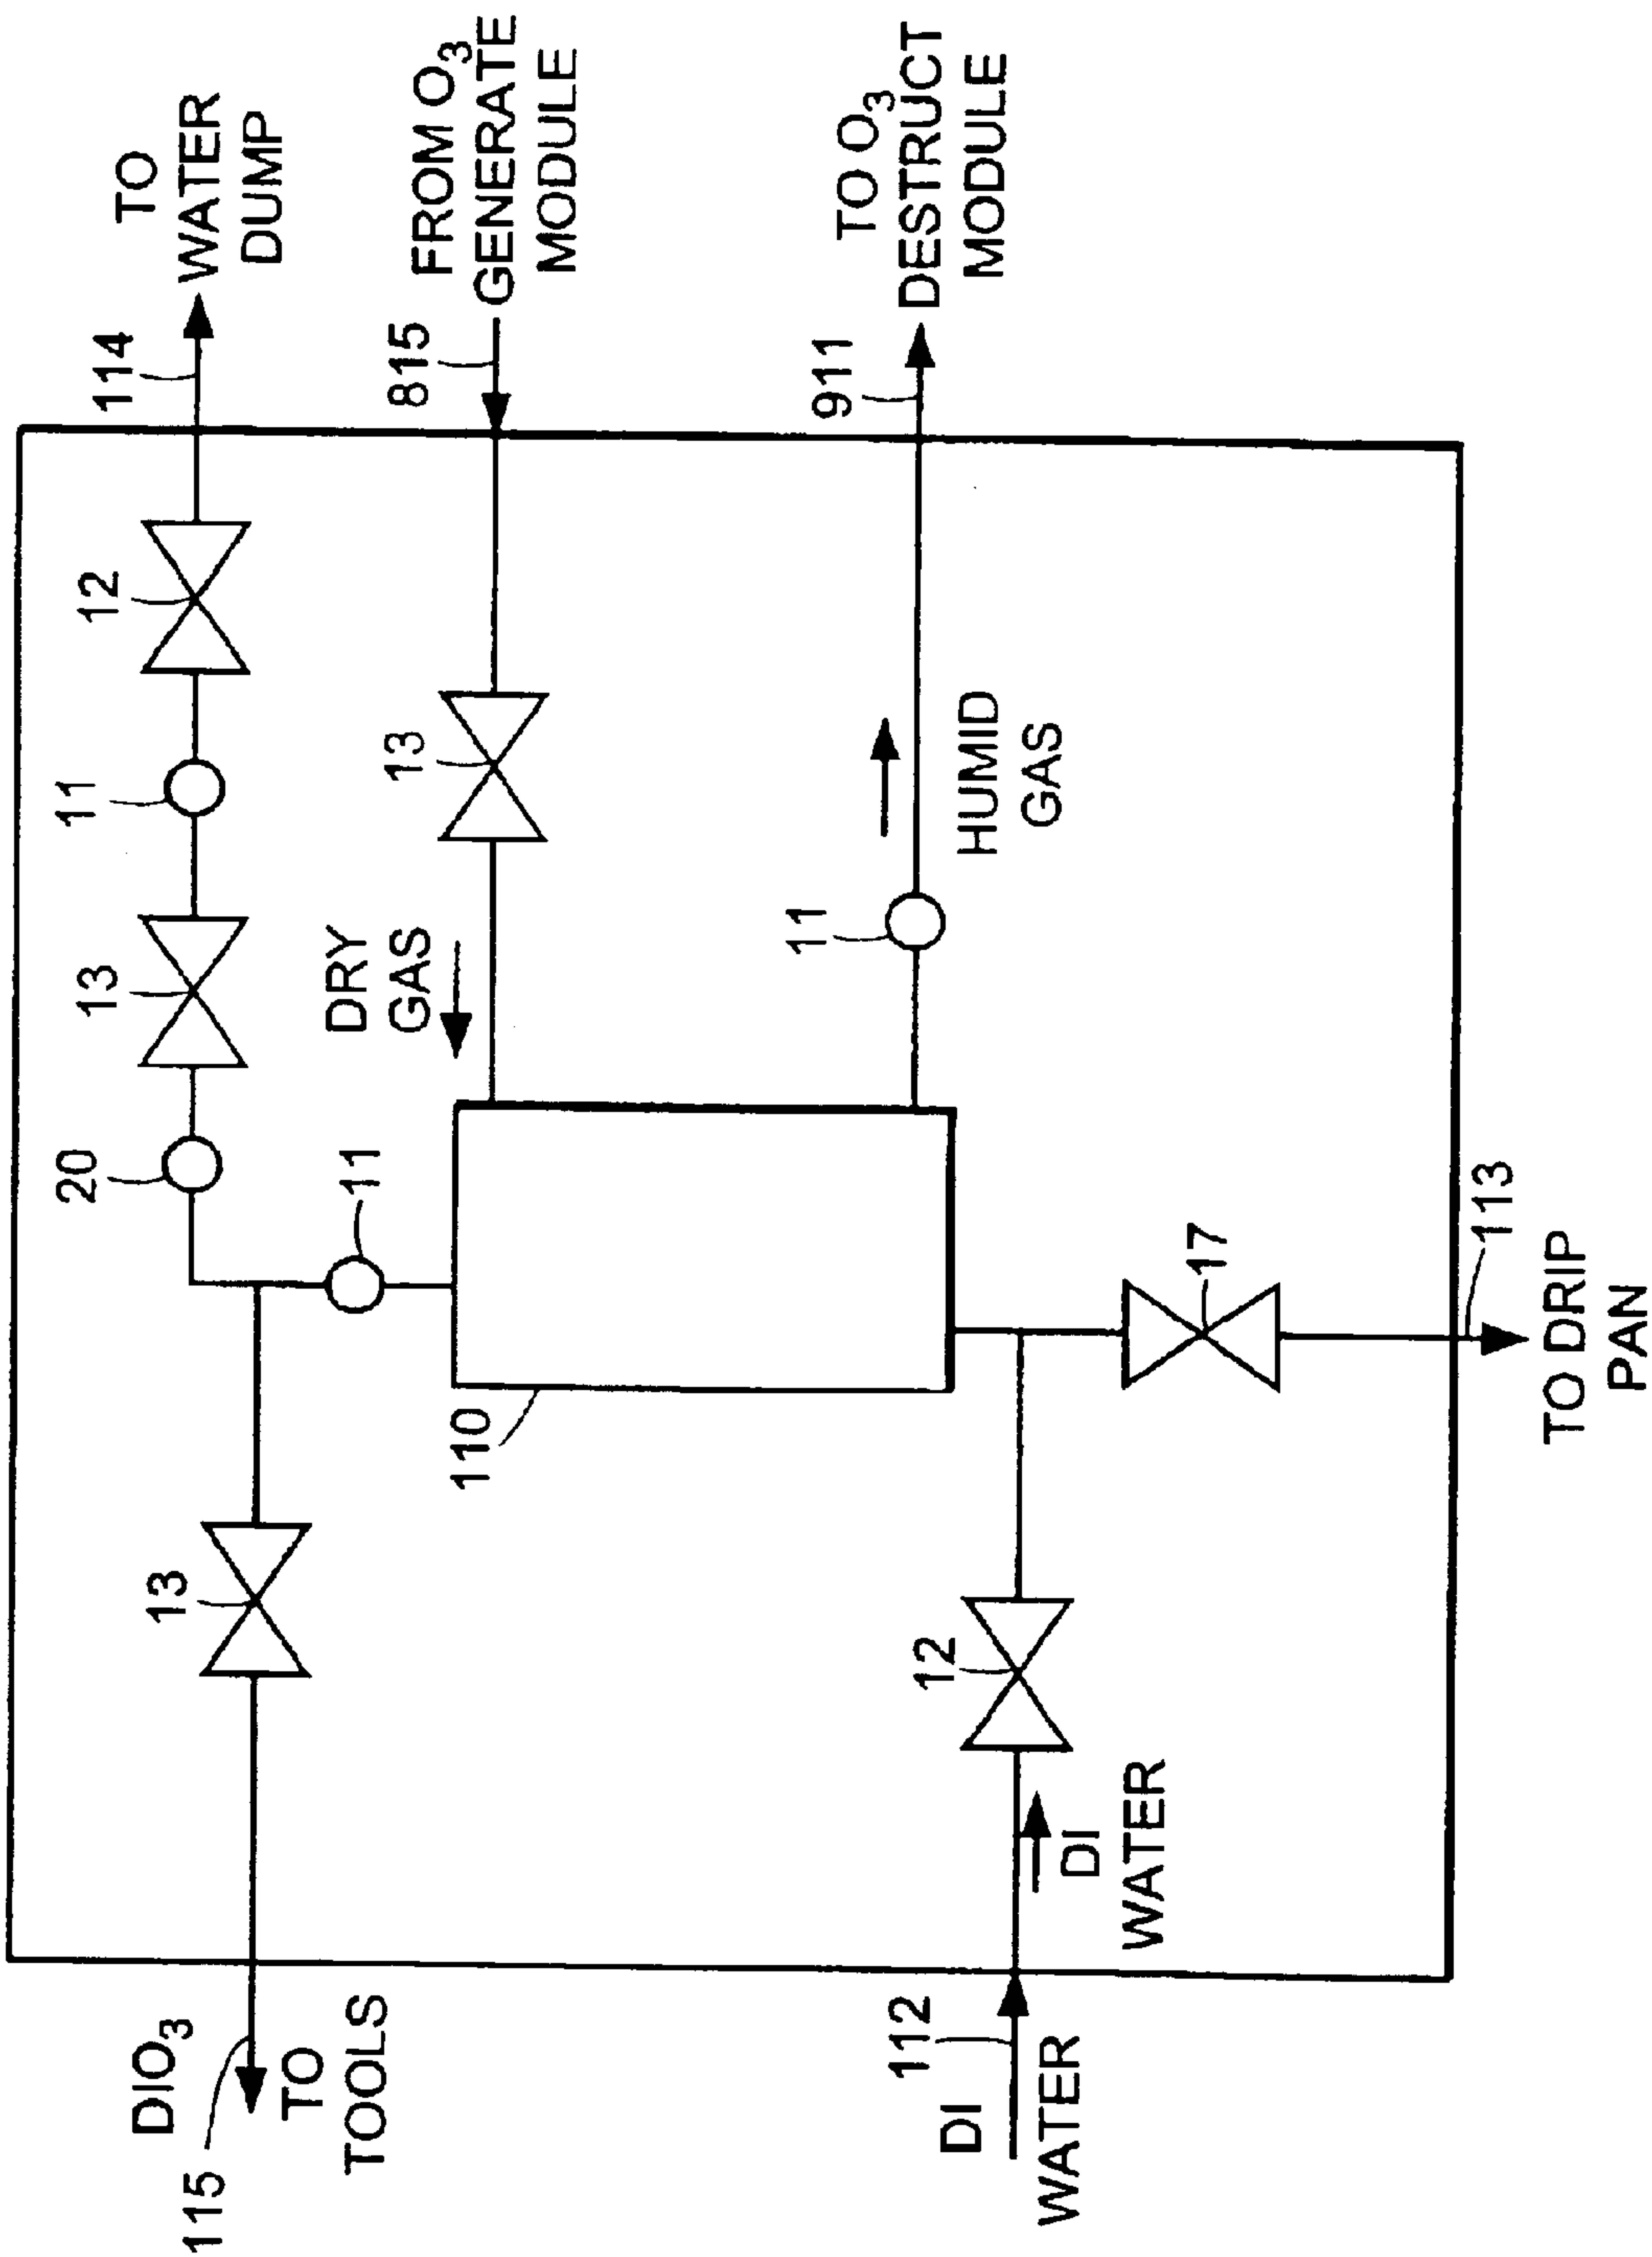 TO
WATER
DUMP
114
FROM O3
GENERATE
MODULE
815
TO O3
DESTRUCT
MODULE
911
12
11
13
20
13
DRY
GAS
11
HUMID
GAS
11
110
13
12
17
113
TO DRIP
PAN
DI
WATER
DIO3
TO
TOOLS
115
112
DI
WATER